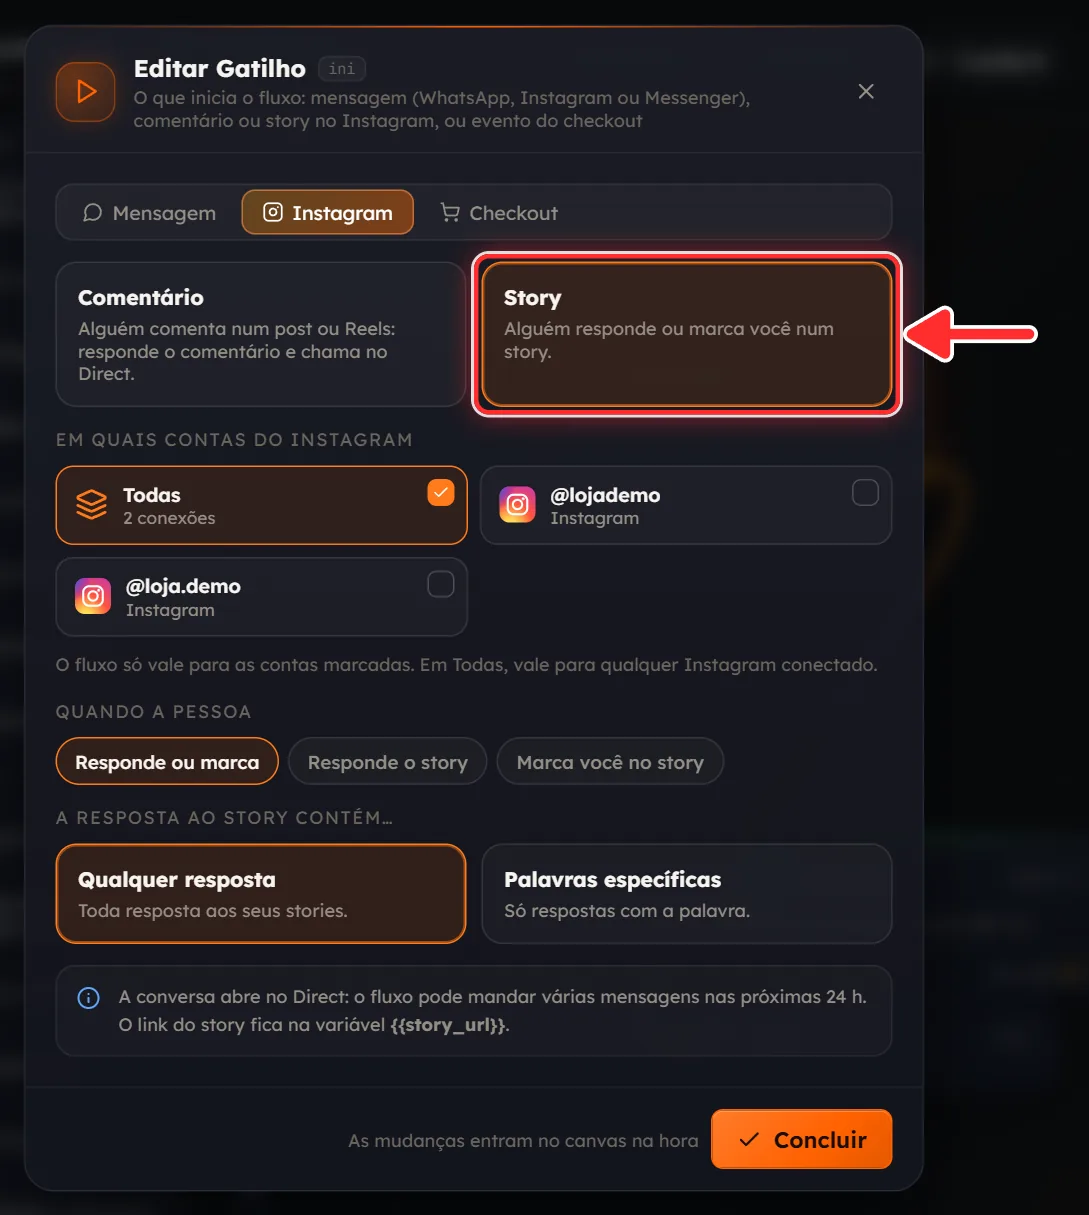 Editar Gatilho ini
O que inicia o fluxo: mensagem (WhatsApp, Instagram ou Messenger),
comentário ou story no Instagram, ou evento do checkout
Mensagem Instagram Checkout
Comentário
Alguém comenta num post ou Reels:
responde o comentário e chama no
Direct.
Story
Alguém responde ou marca você num
story.
EM QUAIS CONTAS DO INSTAGRAM
Todas
2 conexões
@lojademo
Instagram
@loja.demo
Instagram
O fluxo só vale para as contas marcadas. Em Todas, vale para qualquer Instagram conectado.
QUANDO A PESSOA
Responde ou marca Responde o story Marca você no story
A RESPOSTA AO STORY CONTÉM…
Qualquer resposta
Toda resposta aos seus stories.
Palavras específicas
Só respostas com a palavra.
A conversa abre no Direct: o fluxo pode mandar várias mensagens nas próximas 24 h.
O link do story fica na variável {{story_url}}.
As mudanças entram no canvas na hora
Concluir